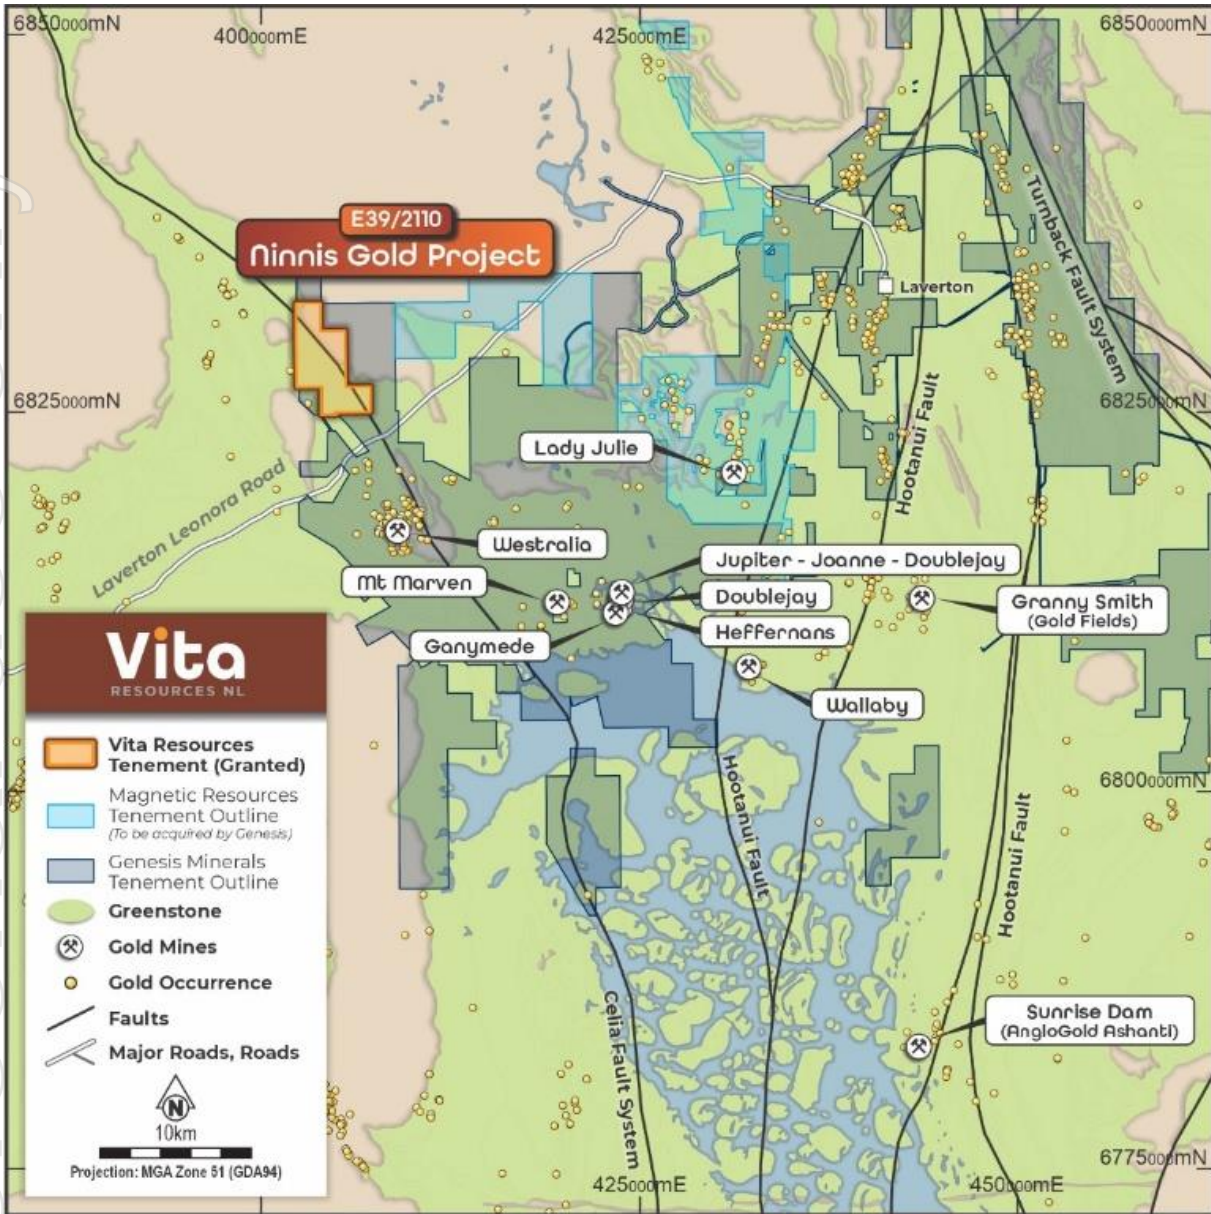 6850000mN
400000mE
425000mE
6850000mN
E39/2110
Ninnis Gold Project
Turnback Fault System
Laverton
6825000mN
6825000mN
Hootanui Fault
Lady Julie
Laverton Leonora Road
Westralia
Jupiter - Joanne - Doublejay
Mt Marven
Doublejay
Granny Smith
(Gold Fields)
Ganymede
Heffernans
Wallaby
Vita
RESOURCES NL
Vita Resources
Tenement (Granted)
Magnetic Resources
Tenement Outline
(To be acquired by Genesis)
Genesis Minerals
Tenement Outline
Greenstone
Gold Mines
Gold Occurrence
Faults
Major Roads, Roads
N
10km
Projection: MGA Zone 51 (GDA94)
6800000mN
Hootanui Fault
Hootanui Fault
Celia Fault System
Sunrise Dam
(AngloGold Ashanti)
6775000mN
425000mE
450000mE